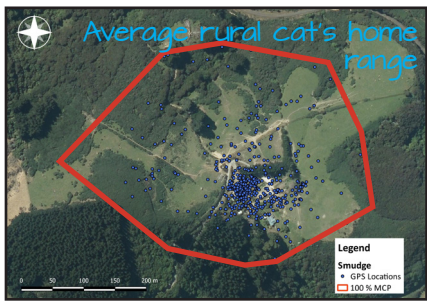 Average rural cat's home
range
Legend
Smudge
GPS Locations
100 % MCP
0 50 100 150 200 m